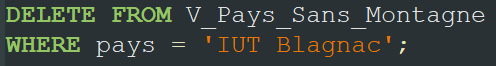 DELETE FROM V_Pays_Sans_Montagne
WHERE pays = 'IUT Blagnac';